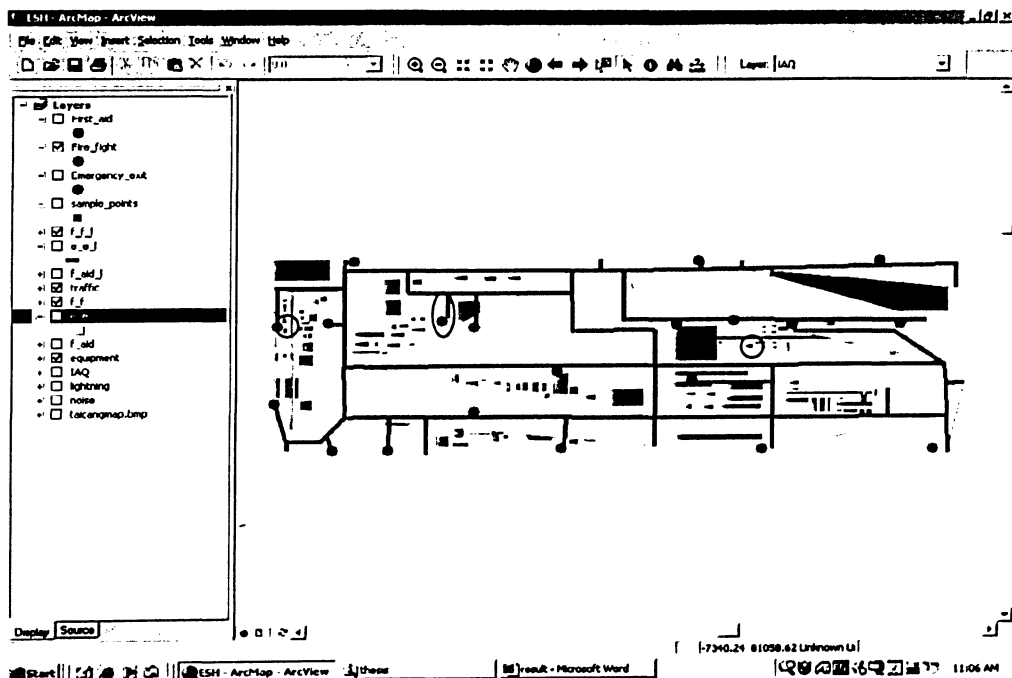 ESH - ArcMap - ArcView
File Edit View Insert Selection Tools Window Help
Layer: IAQ
Layers
First_aid
Fire_fight
Emergency_exit
sample_points
f_f_l
e_e_l
f_aid_l
traffic
f_f
f_aid
equipment
IAQ
lightning
noise
taicangmap.bmp
Display Source
-7340.24 81058.62 Unknown U
Start ESH - ArcMap - ArcView thesis result - Microsoft Word 11:06 AM